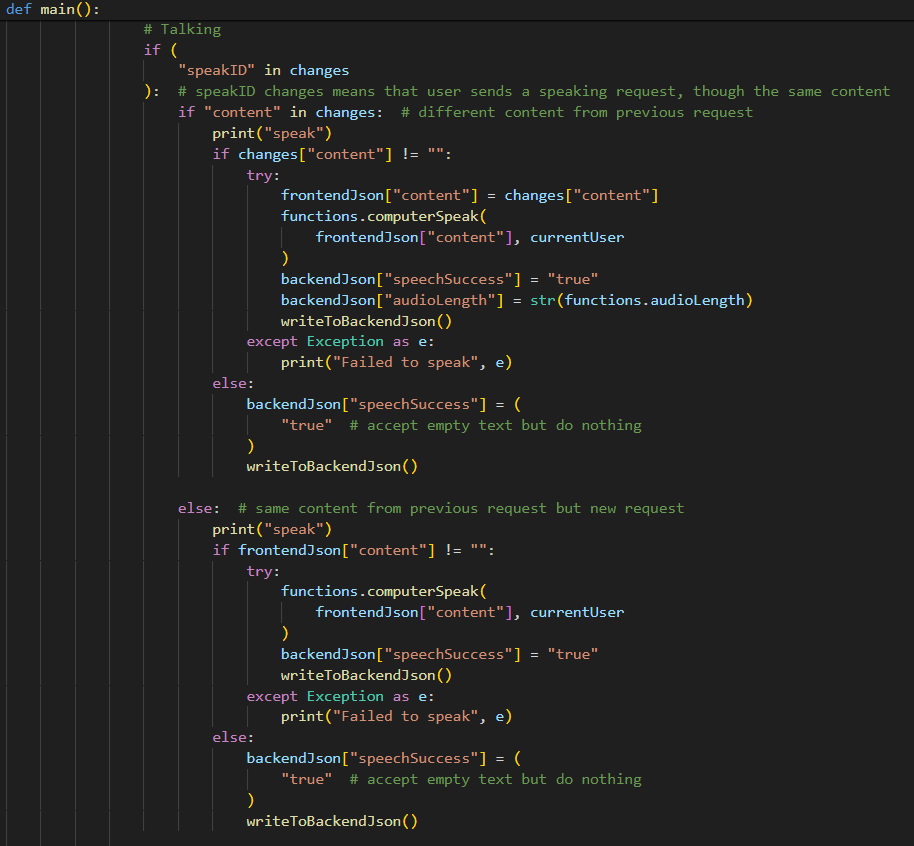 def main():
# Talking
if (
"speakID" in changes
):  # speakID changes means that user sends a speaking request, though the same content
if "content" in changes:  # different content from previous request
print("speak")
if changes["content"] != "":
try:
frontendJson["content"] = changes["content"]
functions.computerSpeak(
frontendJson["content"], currentUser
)
backendJson["speechSuccess"] = "true"
backendJson["audioLength"] = str(functions.audioLength)
writeToBackendJson()
except Exception as e:
print("Failed to speak", e)
else:
backendJson["speechSuccess"] = (
"true"  # accept empty text but do nothing
)
writeToBackendJson()
else:  # same content from previous request but new request
print("speak")
if frontendJson["content"] != "":
try:
functions.computerSpeak(
frontendJson["content"], currentUser
)
backendJson["speechSuccess"] = "true"
writeToBackendJson()
except Exception as e:
print("Failed to speak", e)
else:
backendJson["speechSuccess"] = (
"true"  # accept empty text but do nothing
)
writeToBackendJson()